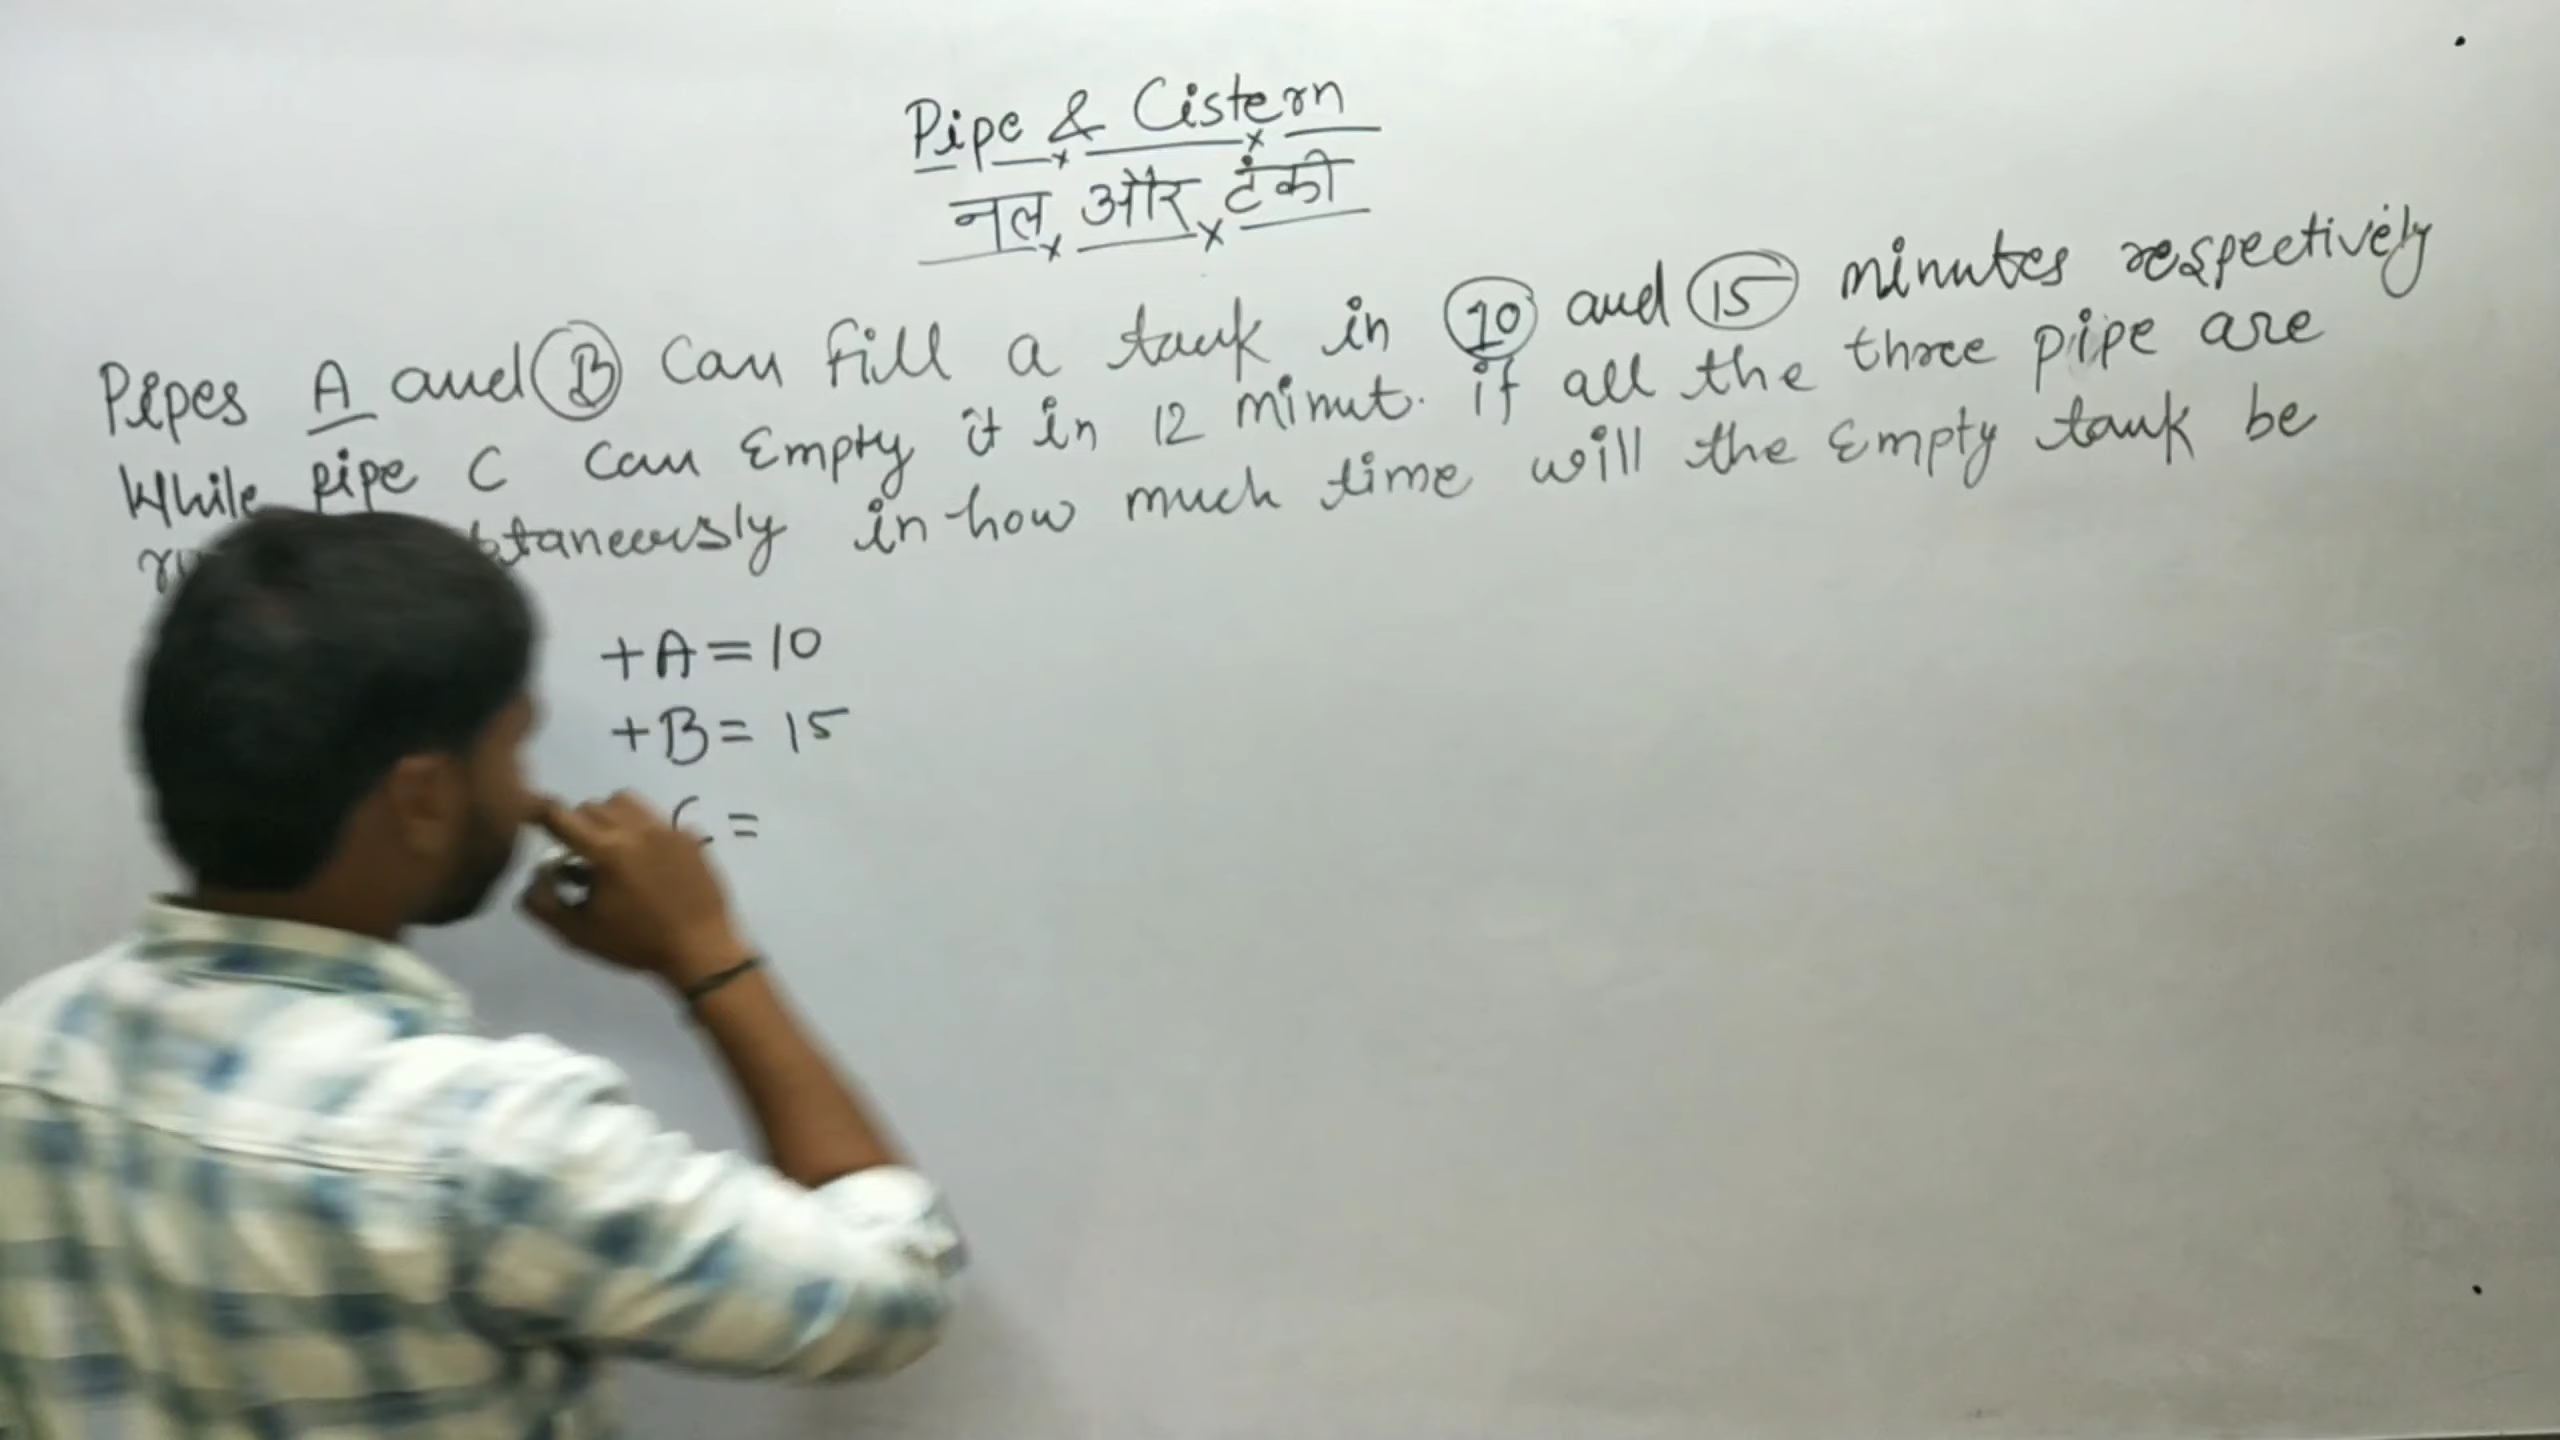 Pipe & Cistern
नल और टंकी
Pipes A and B Can fill a tank in 10 and 15 minutes respectively
While pipe C Can Empty it in 12 minut. if all the three pipe are
in how much time will the Empty tank be
+A=10
+B= 15
C =